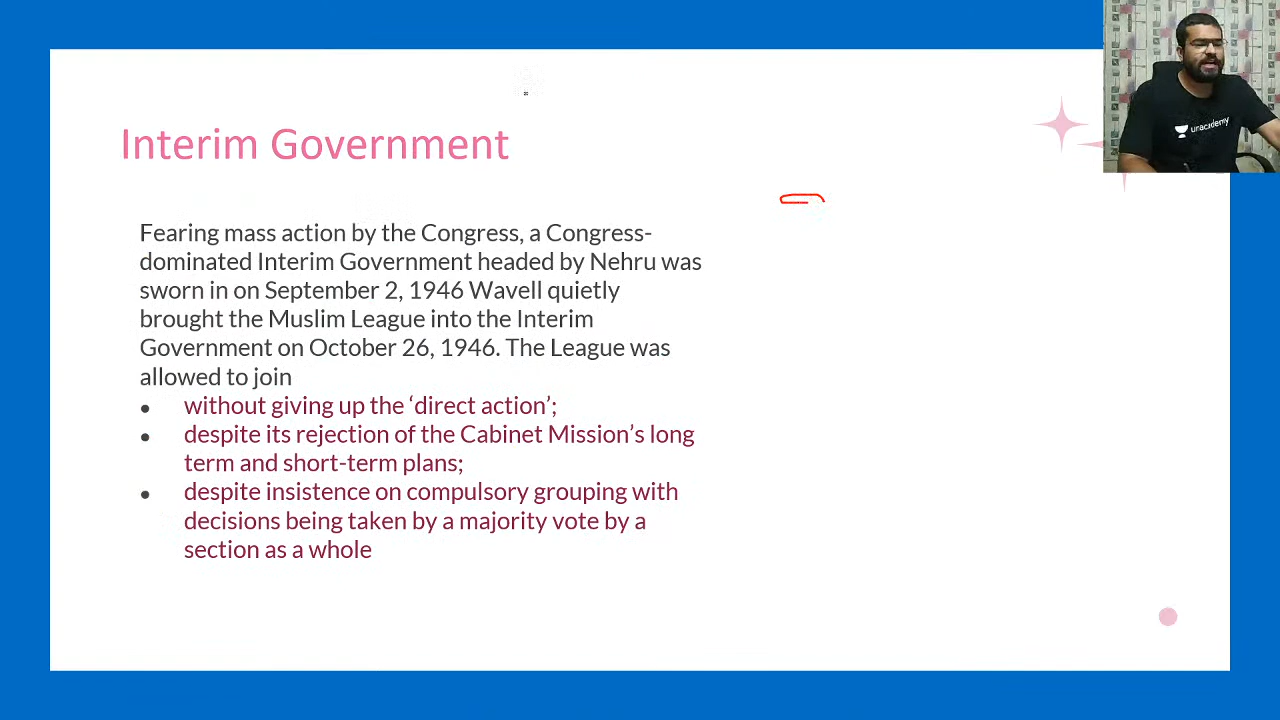 unacademy
Interim Government
Fearing mass action by the Congress, a Congress-
dominated Interim Government headed by Nehru was
sworn in on September 2, 1946 Wavell quietly
brought the Muslim League into the Interim
Government on October 26, 1946. The League was
allowed to join
● without giving up the ‘direct action’;
● despite its rejection of the Cabinet Mission’s long
term and short-term plans;
● despite insistence on compulsory grouping with
decisions being taken by a majority vote by a
section as a whole